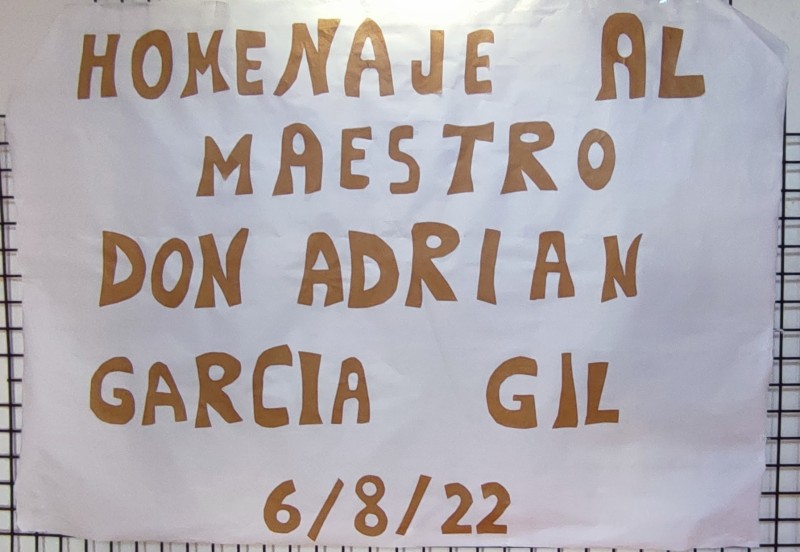 HOMENAJE AL
MAESTRO
DON ADRIAN
GARCIA GIL
6/8/22